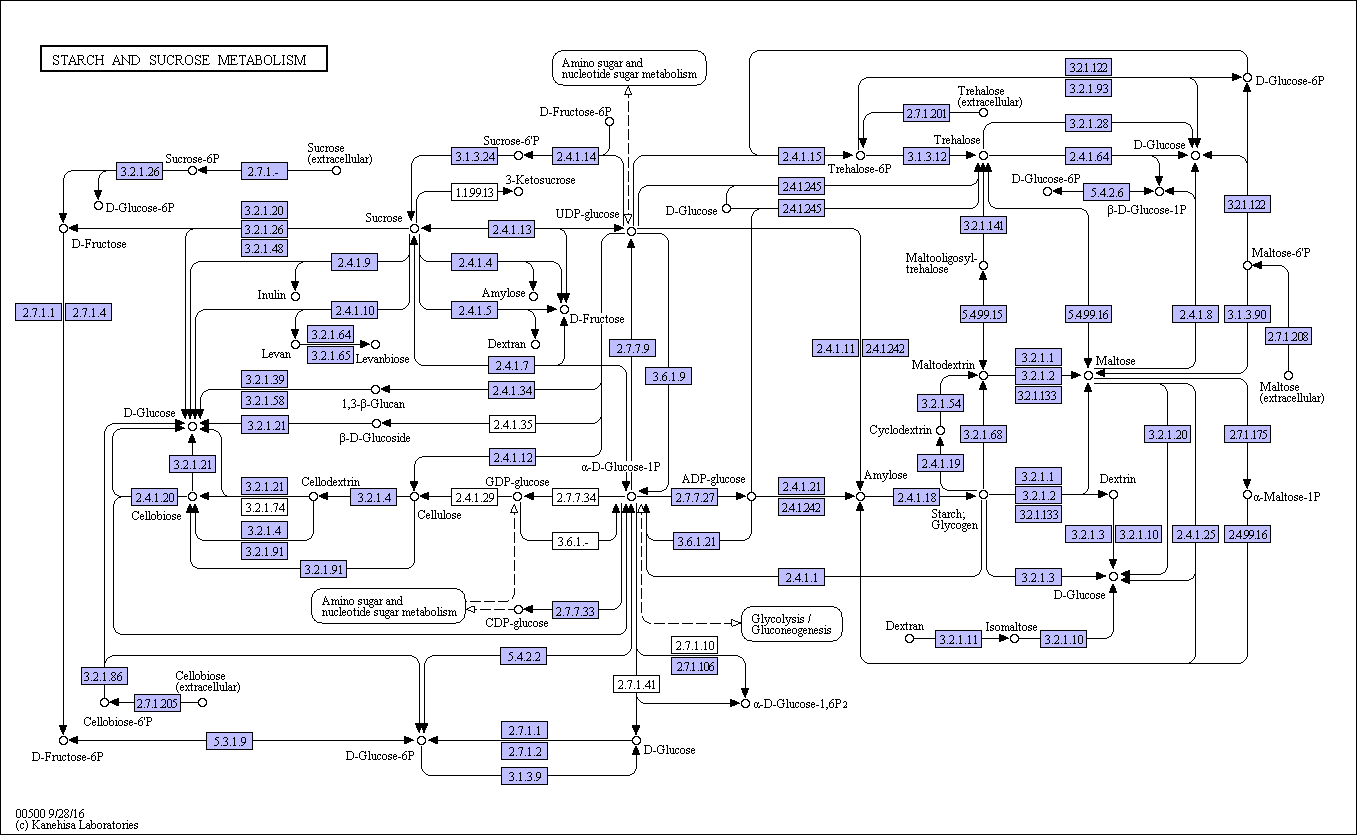 STARCH AND SUCROSE METABOLISM
Amino sugar and
nucleotide sugar metabolism
3.2.1.122
D-Glucose-6P
3.2.1.93
Trehalose
(extracellular)
D-Fructose-6P
2.7.1.201
3.2.1.28
Sucrose-6'P
Trehalose
Sucrose
(extracellular)
Sucrose-6P
3.1.3.24
2.4.1.14
2.4.1.15
3.1.3.12
2.4.1.64
D-Glucose
Trehalose-6P
3.2.1.26
2.7.1.-
3-Ketosucrose
1.1.99.13
2.4.1.245
D-Glucose-6P
5.4.2.6
D-Glucose-6P
3.2.1.122
D-Glucose
2.4.1.245
β-D-Glucose-1P
3.2.1.20
Sucrose
UDP-glucose
3.2.1.26
2.4.1.13
3.2.1.141
D-Fructose
3.2.1.48
Maltose-6'P
2.4.1.9
2.4.1.4
Maltooligosyl-
trehalose
Inulin
Amylose
2.7.1.1
2.7.1.4
2.4.1.10
2.4.1.5
D-Fructose
5.4.99.15
5.4.99.16
2.4.1.8
3.1.3.90
3.2.1.64
2.7.1.208
Levan
3.2.1.65
Levanbiose
Dextran
2.7.7.9
2.4.1.11
2.4.1.242
2.4.1.7
Maltodextrin
3.2.1.1
Maltose
3.2.1.2
3.6.1.9
3.2.1.39
2.4.1.34
3.2.1.133
Maltose
(extracellular)
3.2.1.58
1,3-β-Glucan
3.2.1.54
D-Glucose
3.2.1.21
2.4.1.35
Cyclodextrin
3.2.1.68
3.2.1.20
2.7.1.175
β-D-Glucoside
3.2.1.21
2.4.1.12
α-D-Glucose-1P
2.4.1.19
3.2.1.21
Cellodextrin
GDP-glucose
ADP-glucose
2.4.1.21
Amylose
3.2.1.1
Dextrin
2.4.1.20
3.2.1.74
3.2.1.4
2.4.1.29
2.7.7.34
2.7.7.27
2.4.1.242
2.4.1.18
3.2.1.2
α-Maltose-1P
Cellobiose
Cellulose
Starch;
Glycogen
3.2.1.133
3.2.1.4
3.2.1.91
3.6.1.-
3.6.1.21
3.2.1.3
3.2.1.10
2.4.1.25
2.4.99.16
3.2.1.91
2.4.1.1
3.2.1.3
D-Glucose
Amino sugar and
nucleotide sugar metabolism
2.7.7.33
CDP-glucose
Glycolysis /
Gluconeogenesis
Dextran
Isomaltose
3.2.1.11
3.2.1.10
2.7.1.10
5.4.2.2
2.7.1.106
3.2.1.86
Cellobiose
(extracellular)
2.7.1.41
2.7.1.205
α-D-Glucose-1,6P2
Cellobiose-6'P
2.7.1.1
5.3.1.9
D-Fructose-6P
D-Glucose-6P
2.7.1.2
D-Glucose
3.1.3.9
00500 9/28/16
(c) Kanehisa Laboratories